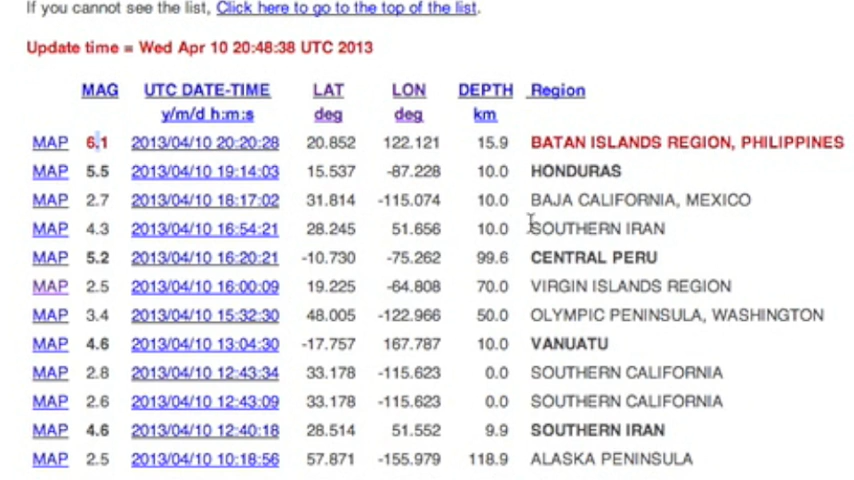 If you cannot see the list, Click here to go to the top of the list.
Update time = Wed Apr 10 20:48:38 UTC 2013
MAG UTC DATE-TIME LAT LON DEPTH Region
y/m/d h:m:s deg deg km
MAP 6.1 2013/04/10 20:20:28 20.852 122.121 15.9 BATAN ISLANDS REGION, PHILIPPINES
MAP 5.5 2013/04/10 19:14:03 15.537 -87.228 10.0 HONDURAS
MAP 2.7 2013/04/10 18:17:02 31.814 -115.074 10.0 BAJA CALIFORNIA, MEXICO
MAP 4.3 2013/04/10 16:54:21 28.245 51.656 10.0 SOUTHERN IRAN
MAP 5.2 2013/04/10 16:20:21 -10.730 -75.262 99.6 CENTRAL PERU
MAP 2.5 2013/04/10 16:00:09 19.225 -64.808 70.0 VIRGIN ISLANDS REGION
MAP 3.4 2013/04/10 15:32:30 48.005 -122.966 50.0 OLYMPIC PENINSULA, WASHINGTON
MAP 4.6 2013/04/10 13:04:30 -17.757 167.787 10.0 VANUATU
MAP 2.8 2013/04/10 12:43:34 33.178 -115.623 0.0 SOUTHERN CALIFORNIA
MAP 2.6 2013/04/10 12:43:09 33.178 -115.623 0.0 SOUTHERN CALIFORNIA
MAP 4.6 2013/04/10 12:40:18 28.514 51.552 9.9 SOUTHERN IRAN
MAP 2.5 2013/04/10 10:18:56 57.871 -155.979 118.9 ALASKA PENINSULA